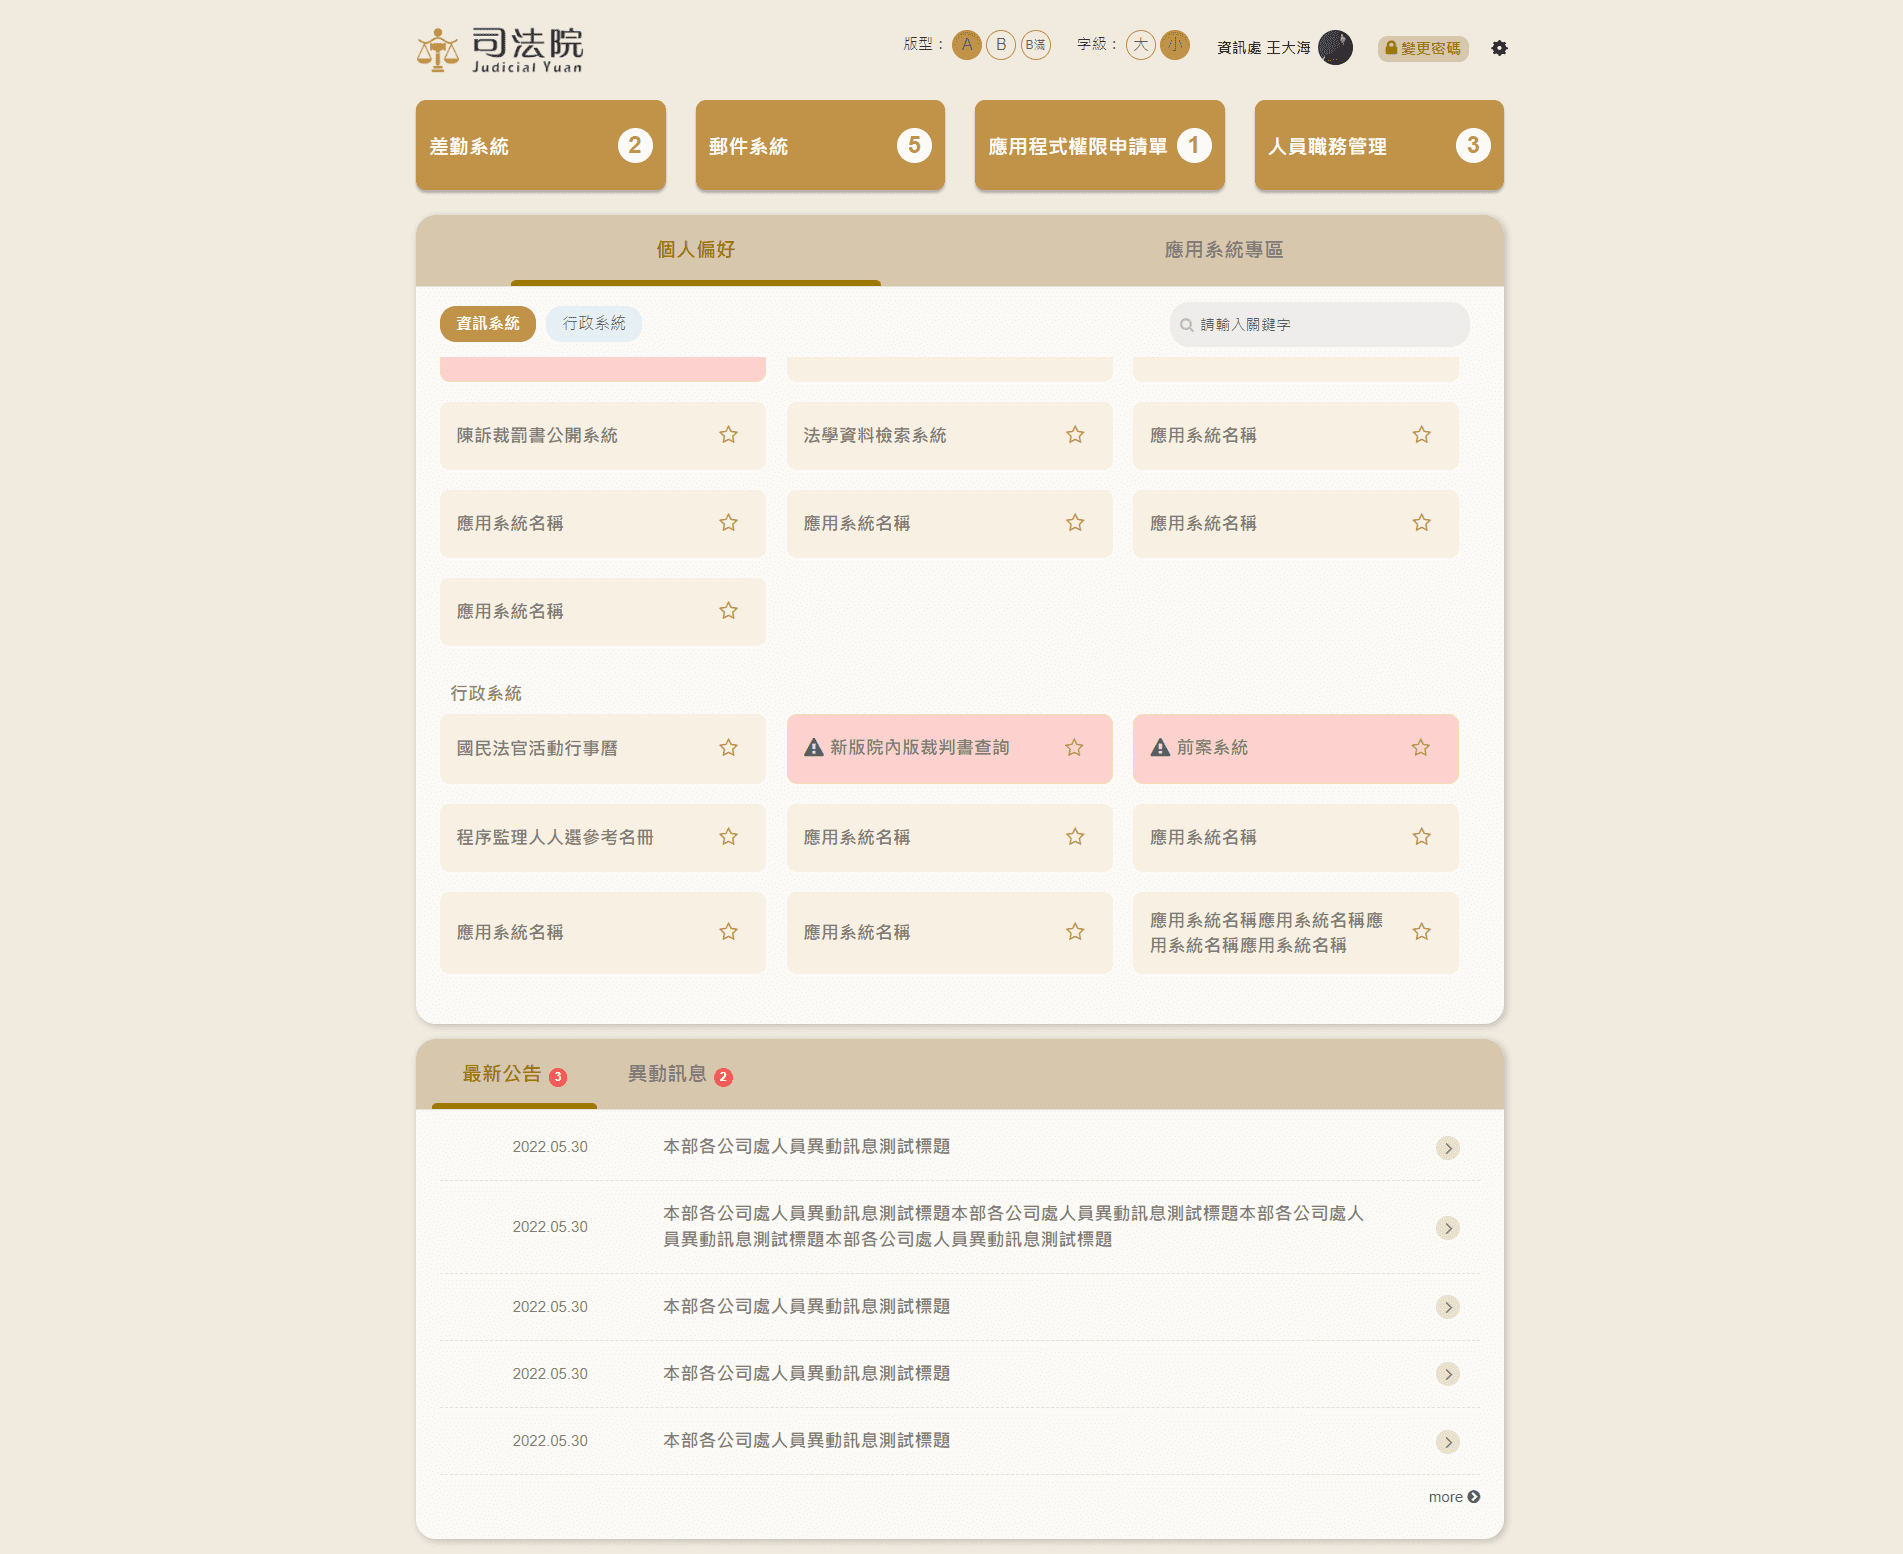 司法院
Judicial Yuan
版型： A B B滿 字級： 大 小 資訊處 王大海 變更密碼
差勤系統 2
郵件系統 5
應用程式權限申請單 1
人員職務管理 3
個人偏好 應用系統專區
資訊系統 行政系統 請輸入關鍵字
陳訴裁罰書公開系統 法學資料檢索系統 應用系統名稱
應用系統名稱 應用系統名稱 應用系統名稱
應用系統名稱
行政系統
國民法官活動行事曆 新版院內版裁判書查詢 前案系統
程序監理人人選參考名冊 應用系統名稱 應用系統名稱
應用系統名稱 應用系統名稱 應用系統名稱應用系統名稱應
用系統名稱應用系統名稱
最新公告 3 異動訊息 2
2022.05.30 本部各公司處人員異動訊息測試標題
2022.05.30 本部各公司處人員異動訊息測試標題本部各公司處人員異動訊息測試標題本部各公司處人
員異動訊息測試標題本部各公司處人員異動訊息測試標題
2022.05.30 本部各公司處人員異動訊息測試標題
2022.05.30 本部各公司處人員異動訊息測試標題
2022.05.30 本部各公司處人員異動訊息測試標題
more